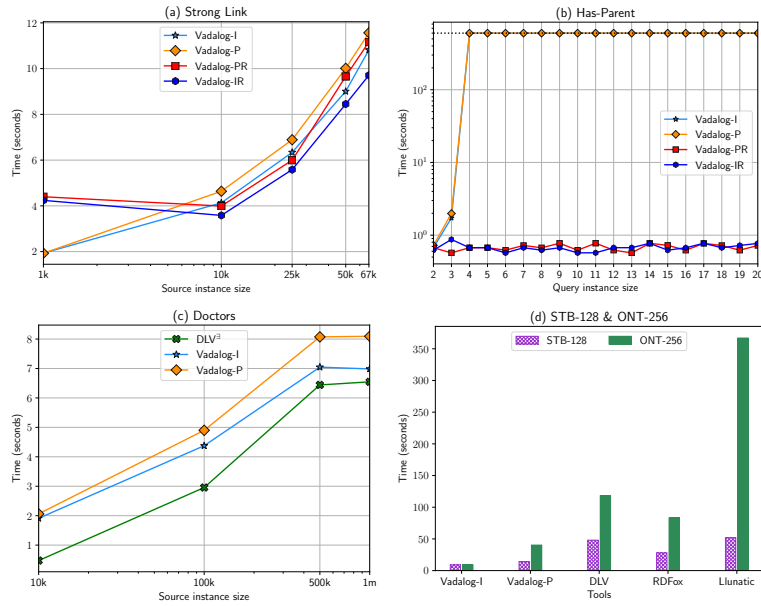 (a) Strong Link
12
10
8
6
4
2
Time (seconds)
Vadalog-I
Vadalog-P
Vadalog-PR
Vadalog-IR
1k 10k 25k 50k 67k
Source instance size
(b) Has-Parent
10²
10¹
10⁰
Time (seconds)
Vadalog-I
Vadalog-P
Vadalog-PR
Vadalog-IR
2 3 4 5 6 7 8 9 10 11 12 13 14 15 16 17 18 19 20
Query instance size
(c) Doctors
8
7
6
5
4
3
2
1
Time (seconds)
DLV∃
Vadalog-I
Vadalog-P
10k 100k 500k 1m
Source instance size
(d) STB-128 & ONT-256
350
300
250
200
150
100
50
0
Time (seconds)
STB-128 ONT-256
Vadalog-I Vadalog-P DLV RDFox Llunatic
Tools